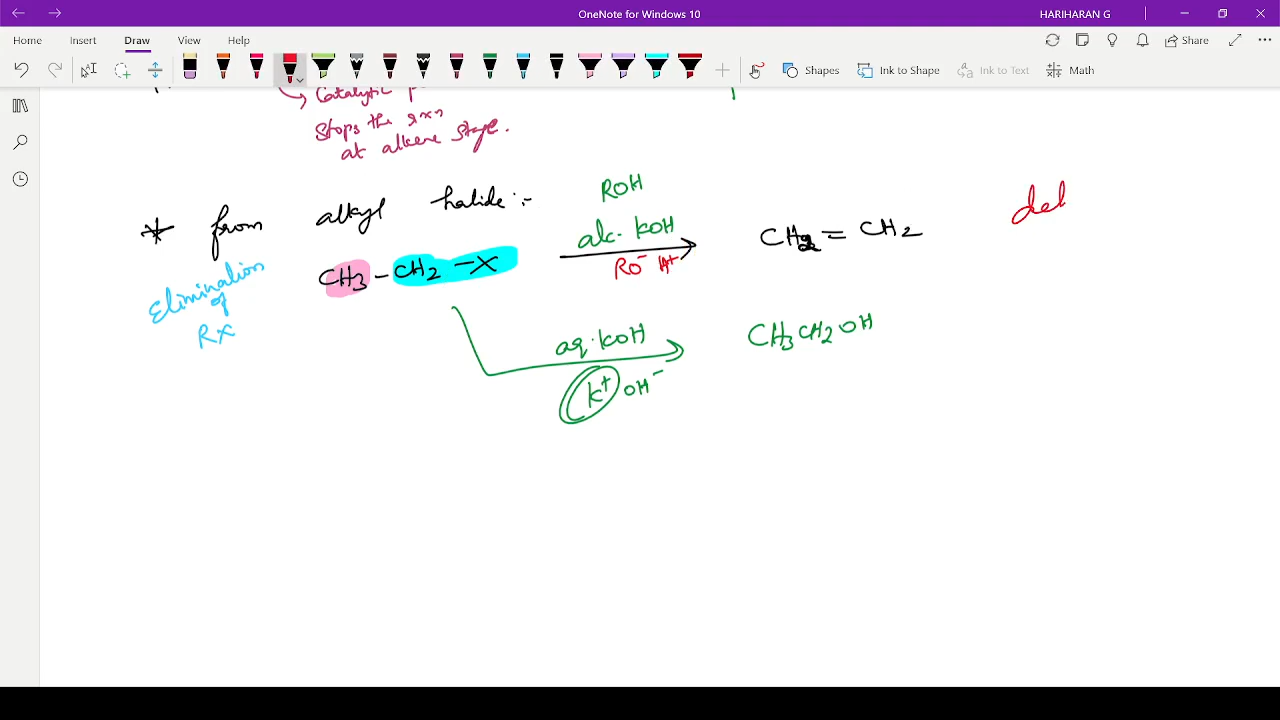 OneNote for Windows 10
HARIHARAN G
Home Insert Draw View Help
Share
Shapes
Ink to Shape
Ink to Text
Math
Catalytic
Stops the rxn
at alkene stage.
* from alkyl halide :-
ROH
alc. KOH
RO⁻ H⁺
CH₃ - CH₂ - X
CH₂ = CH₂
deh
Elimination
of
RX
aq. KOH
K⁺ OH⁻
CH₃CH₂OH